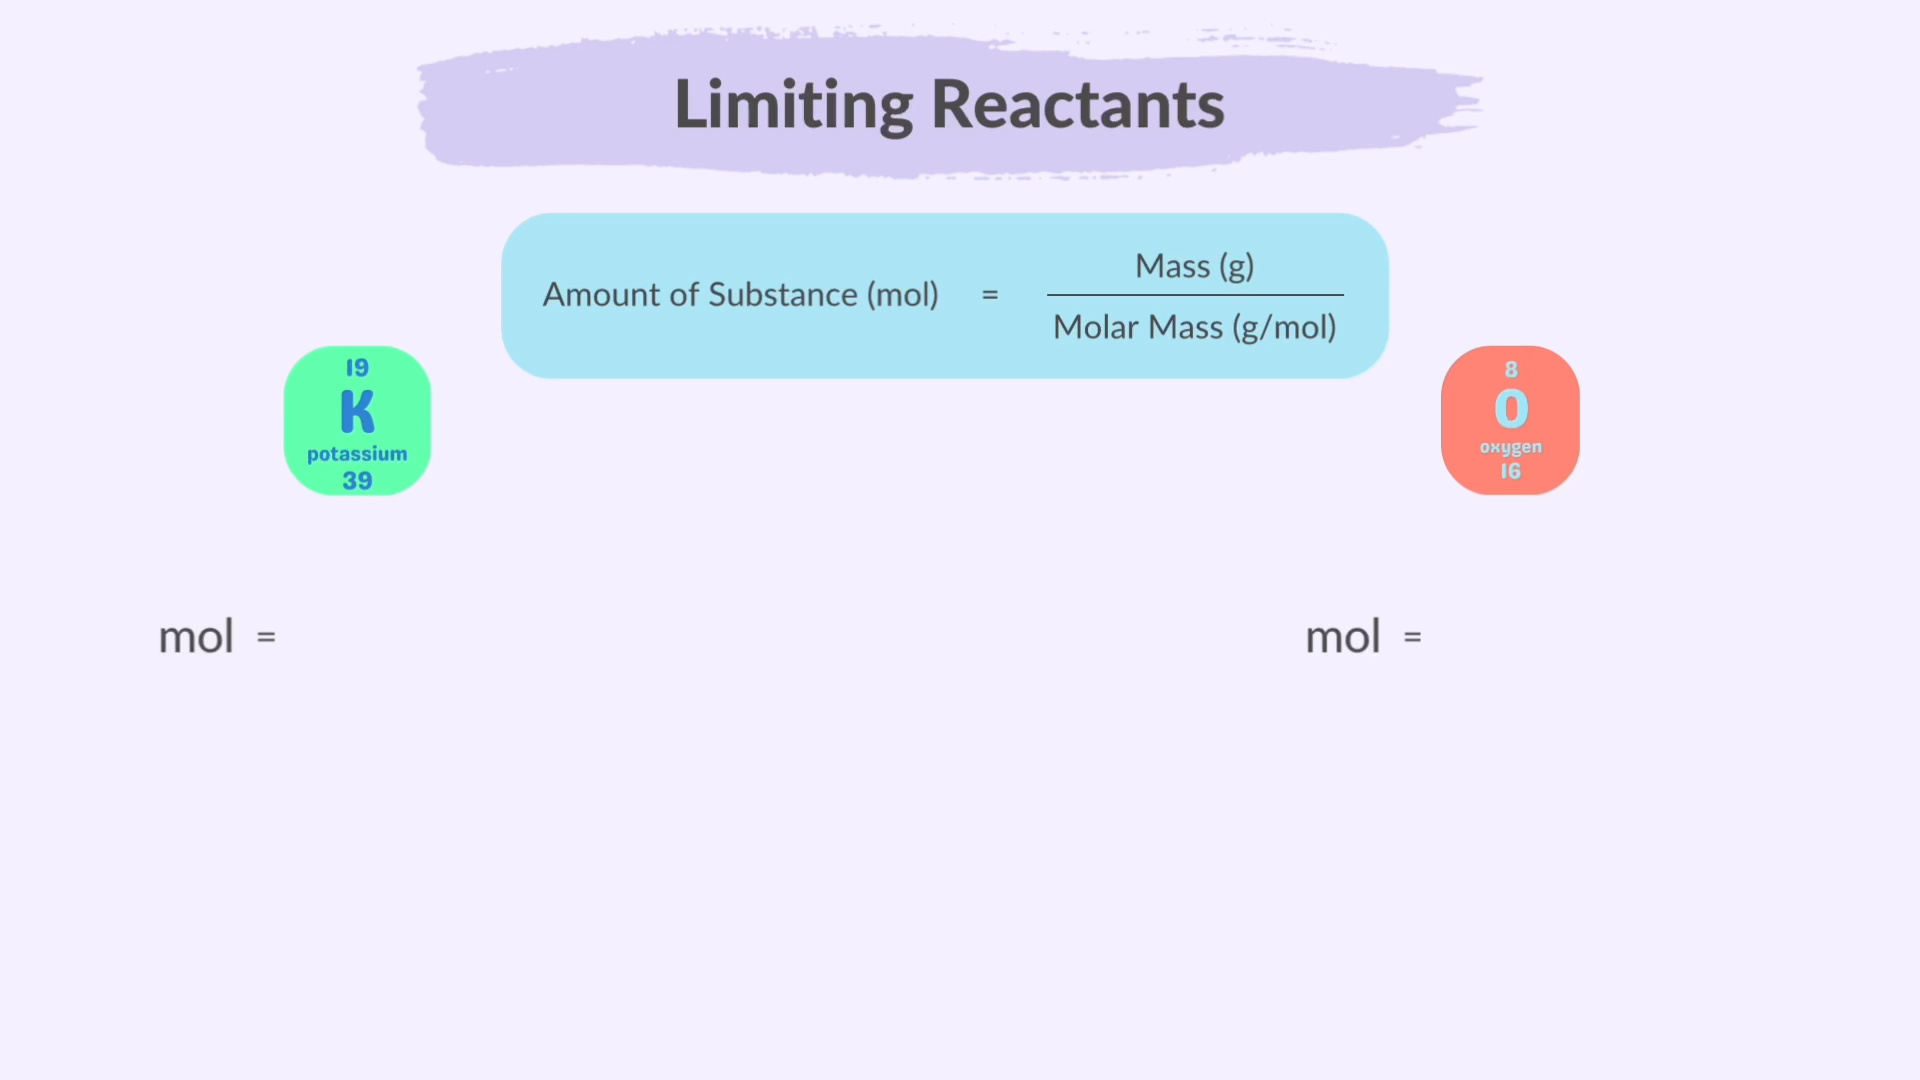 Limiting Reactants
Amount of Substance (mol) = Mass (g)
Molar Mass (g/mol)
19
K
potassium
39
8
O
oxygen
16
mol =
mol =